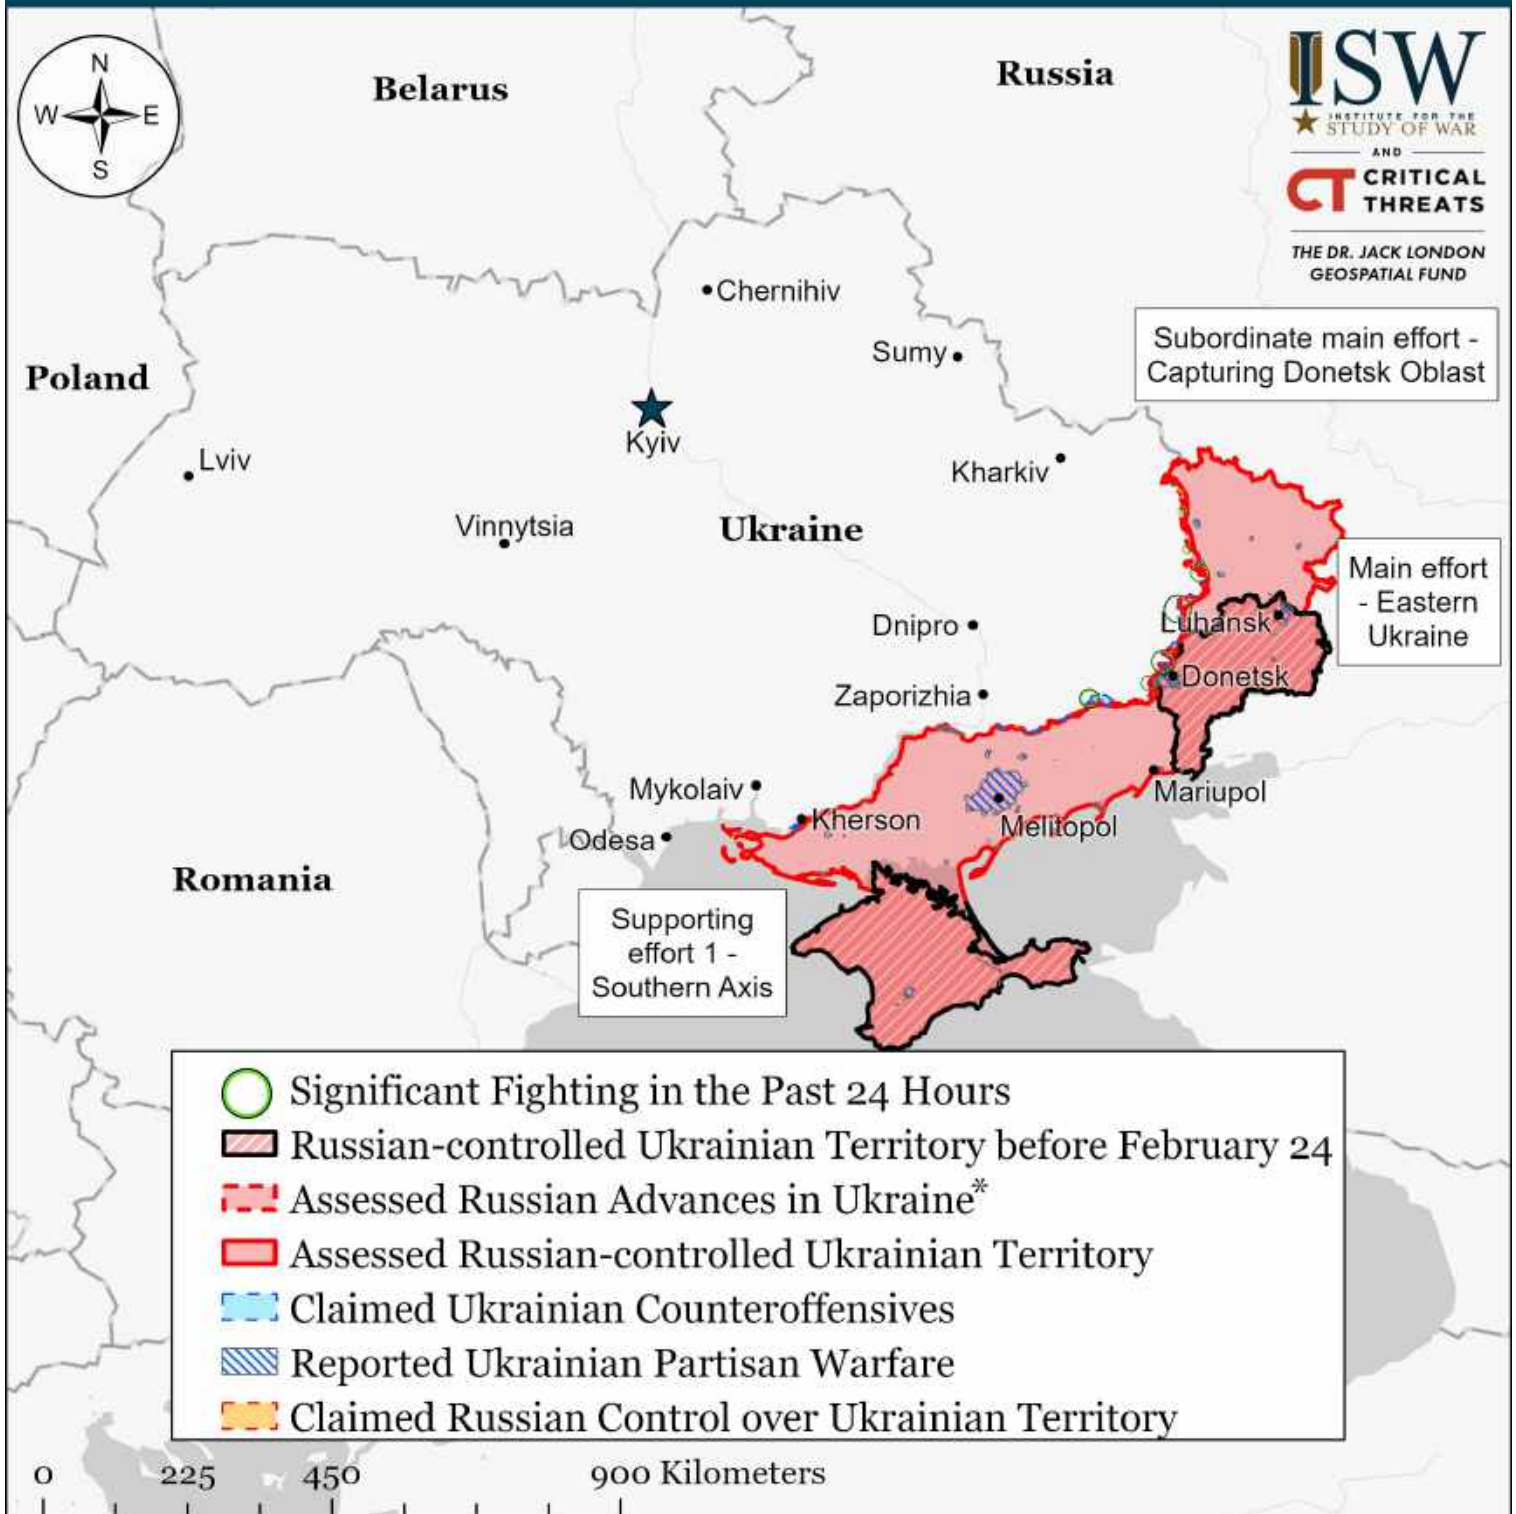 N
W
E
S
Belarus
Russia
ISW
INSTITUTE FOR THE
STUDY OF WAR
AND
CT CRITICAL
THREATS
THE DR. JACK LONDON
GEOSPATIAL FUND
Chernihiv
Subordinate main effort -
Capturing Donetsk Oblast
Sumy
Poland
Kyiv
Lviv
Kharkiv
Vinnytsia
Ukraine
Main effort
- Eastern
Ukraine
Dnipro
Luhansk
Donetsk
Zaporizhia
Mykolaiv
Mariupol
Kherson
Melitopol
Odesa
Romania
Supporting
effort 1 -
Southern Axis
Significant Fighting in the Past 24 Hours
Russian-controlled Ukrainian Territory before February 24
Assessed Russian Advances in Ukraine*
Assessed Russian-controlled Ukrainian Territory
Claimed Ukrainian Counteroffensives
Reported Ukrainian Partisan Warfare
Claimed Russian Control over Ukrainian Territory
0 225 450 900 Kilometers